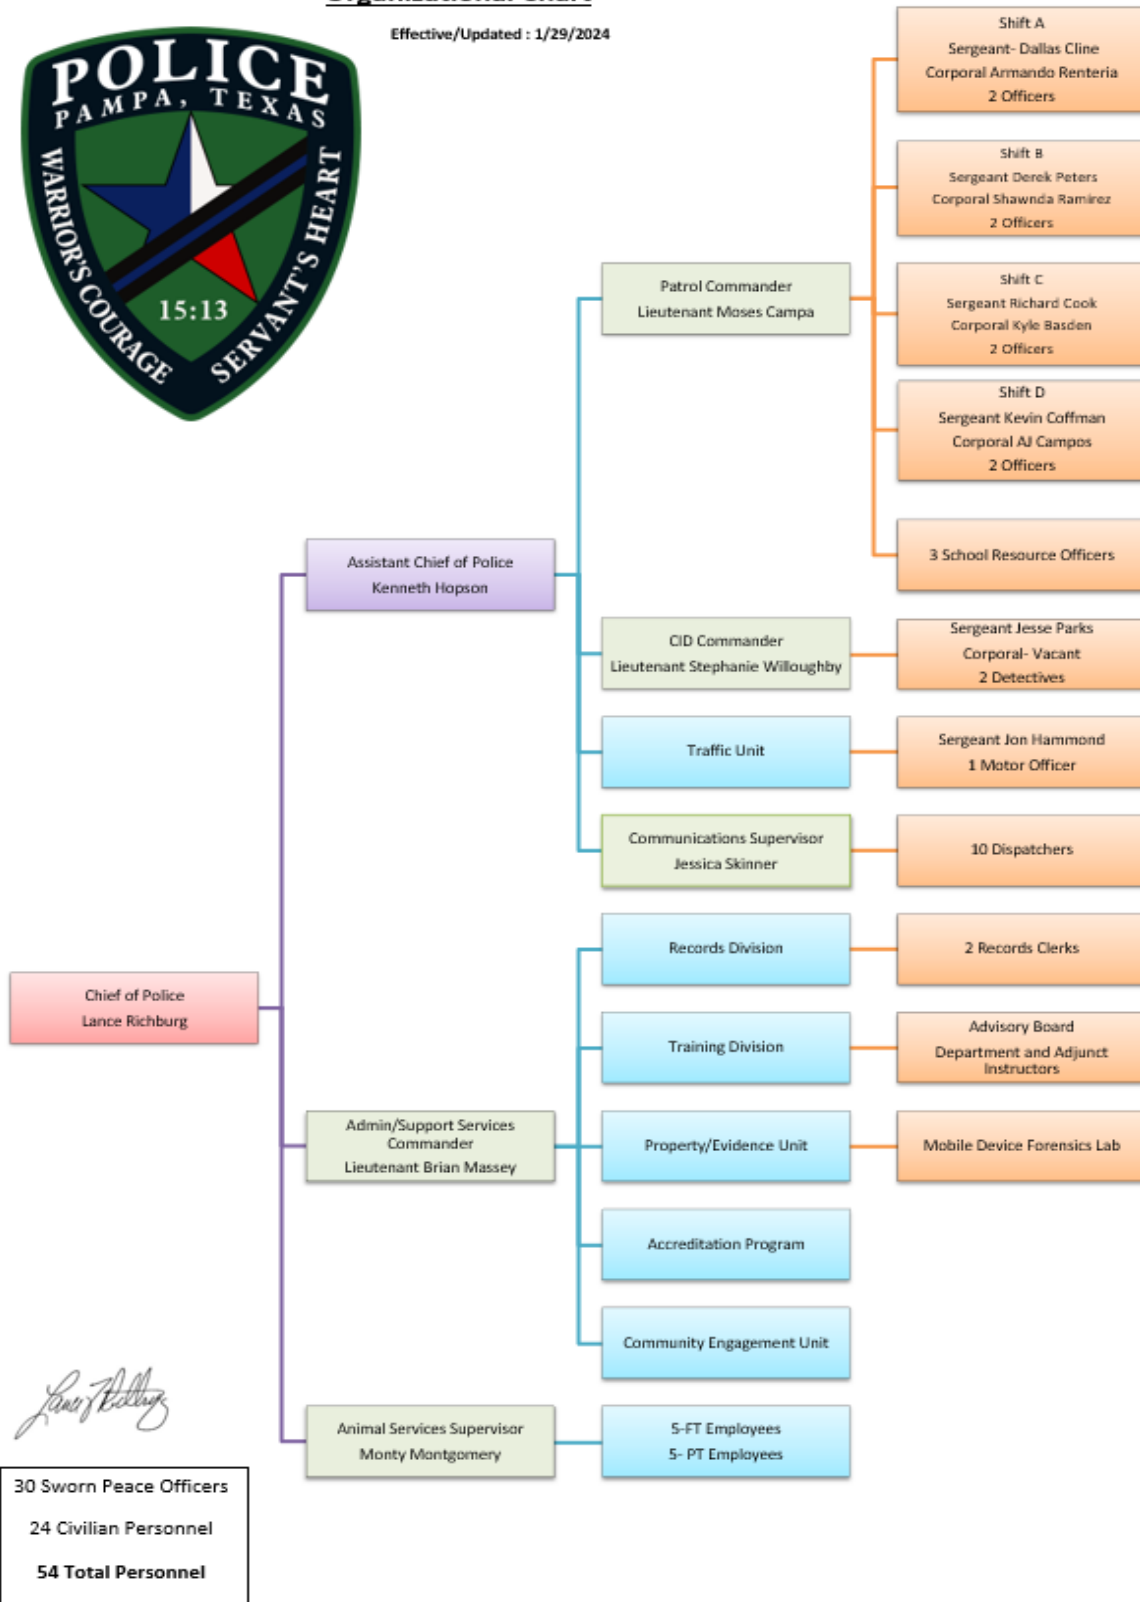 Organizational Chart
Effective/Updated : 1/29/2024
POLICE
PAMPA, TEXAS
WARRIOR'S COURAGE
SERVANT'S HEART
15:13
Shift A
Sergeant- Dallas Cline
Corporal Armando Renteria
2 Officers
Shift B
Sergeant Derek Peters
Corporal Shawnda Ramirez
2 Officers
Patrol Commander
Lieutenant Moses Campa
Shift C
Sergeant Richard Cook
Corporal Kyle Basden
2 Officers
Shift D
Sergeant Kevin Coffman
Corporal AJ Campos
2 Officers
3 School Resource Officers
Assistant Chief of Police
Kenneth Hopson
CID Commander
Lieutenant Stephanie Willoughby
Sergeant Jesse Parks
Corporal- Vacant
2 Detectives
Traffic Unit
Sergeant Jon Hammond
1 Motor Officer
Communications Supervisor
Jessica Skinner
10 Dispatchers
Records Division
2 Records Clerks
Chief of Police
Lance Richburg
Training Division
Advisory Board
Department and Adjunct
Instructors
Admin/Support Services
Commander
Lieutenant Brian Massey
Property/Evidence Unit
Mobile Device Forensics Lab
Accreditation Program
Community Engagement Unit
Animal Services Supervisor
Monty Montgomery
5-FT Employees
5- PT Employees
30 Sworn Peace Officers
24 Civilian Personnel
54 Total Personnel